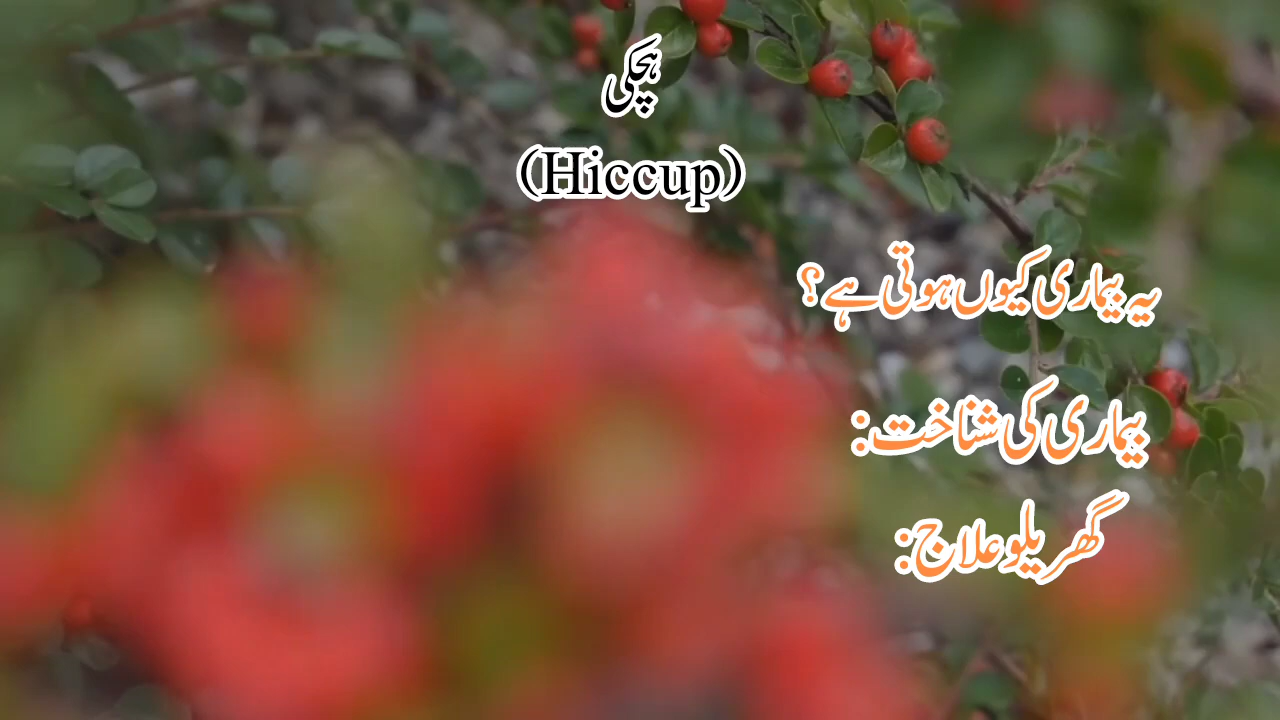 ہچکی
(Hiccup)
یہ بیماری کیوں ہوتی ہے؟
بیماری کی شناخت:
گھریلو علاج: